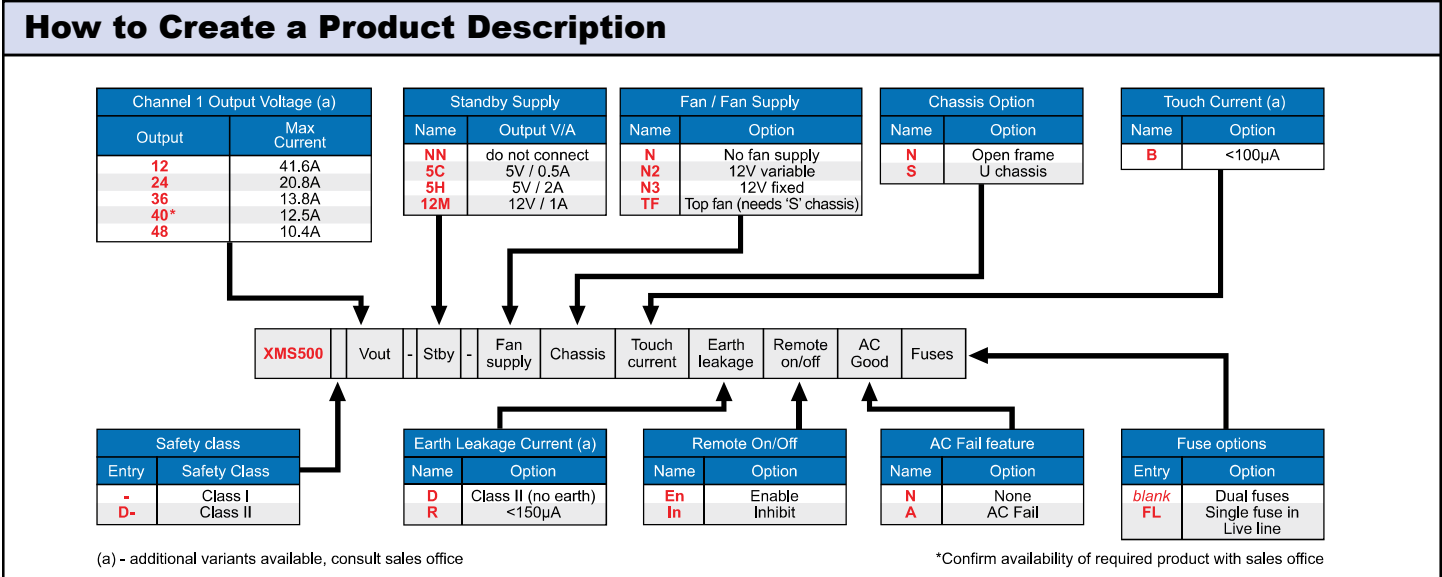 How to Create a Product Description
Channel 1 Output Voltage (a)
Output Max Current
12 41.6A
24 20.8A
36 13.8A
40* 12.5A
48 10.4A
Standby Supply
Name Output V/A
NN do not connect
5C 5V / 0.5A
5H 5V / 2A
12M 12V / 1A
Fan / Fan Supply
Name Option
N No fan supply
N2 12V variable
N3 12V fixed
TF Top fan (needs ‘S’ chassis)
Chassis Option
Name Option
N Open frame
S U chassis
Touch Current (a)
Name Option
B <100µA
XMS500 Vout - Stby - Fan supply Chassis Touch current Earth leakage Remote on/off AC Good Fuses
Safety class
Entry Safety Class
- Class I
D- Class II
Earth Leakage Current (a)
Name Option
D Class II (no earth)
R <150µA
Remote On/Off
Name Option
En Enable
In Inhibit
AC Fail feature
Name Option
N None
A AC Fail
Fuse options
Entry Option
blank Dual fuses
FL Single fuse in
Live line
(a) - additional variants available, consult sales office
*Confirm availability of required product with sales office